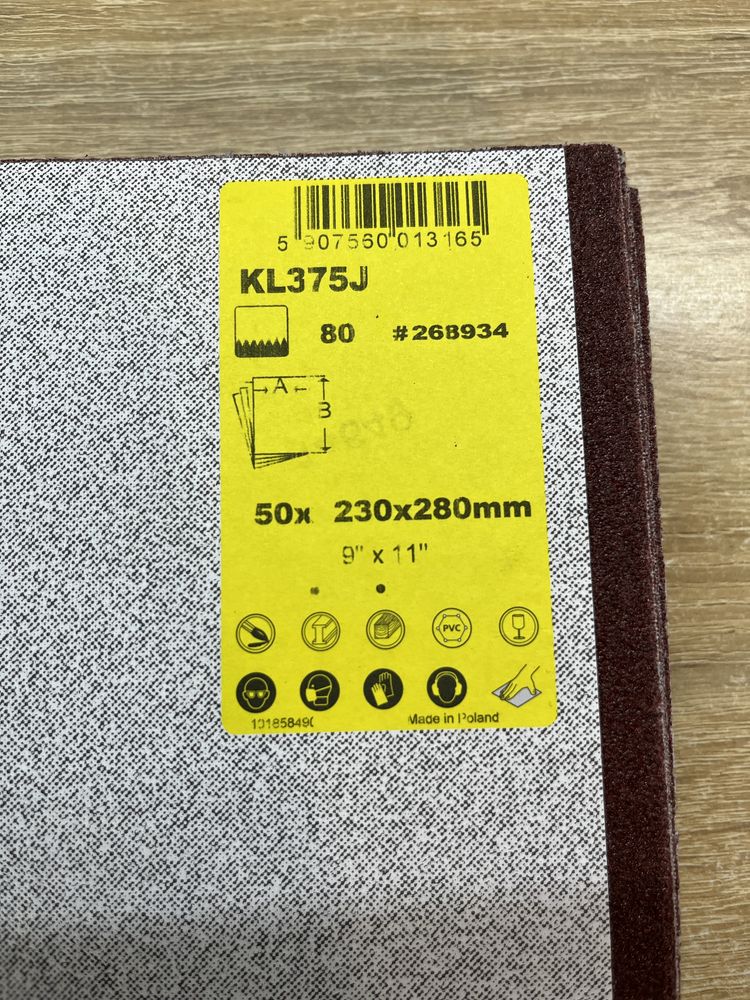 5 907560 013165
KL375J
80 #268934
A
B
50x 230x280mm
9" x 11"
PVC
Made in Poland